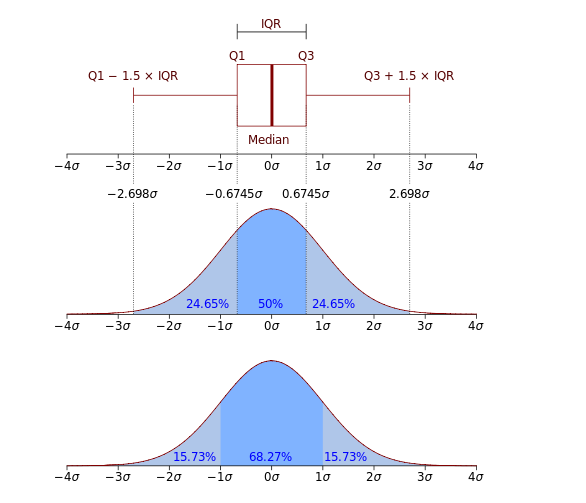 IQR
Q1 Q3
Q1 − 1.5 × IQR Q3 + 1.5 × IQR
Median
−4σ −3σ −2σ −1σ 0σ 1σ 2σ 3σ 4σ
−2.698σ −0.6745σ 0.6745σ 2.698σ
24.65% 50% 24.65%
−4σ −3σ −2σ −1σ 0σ 1σ 2σ 3σ 4σ
15.73% 68.27% 15.73%
−4σ −3σ −2σ −1σ 0σ 1σ 2σ 3σ 4σ